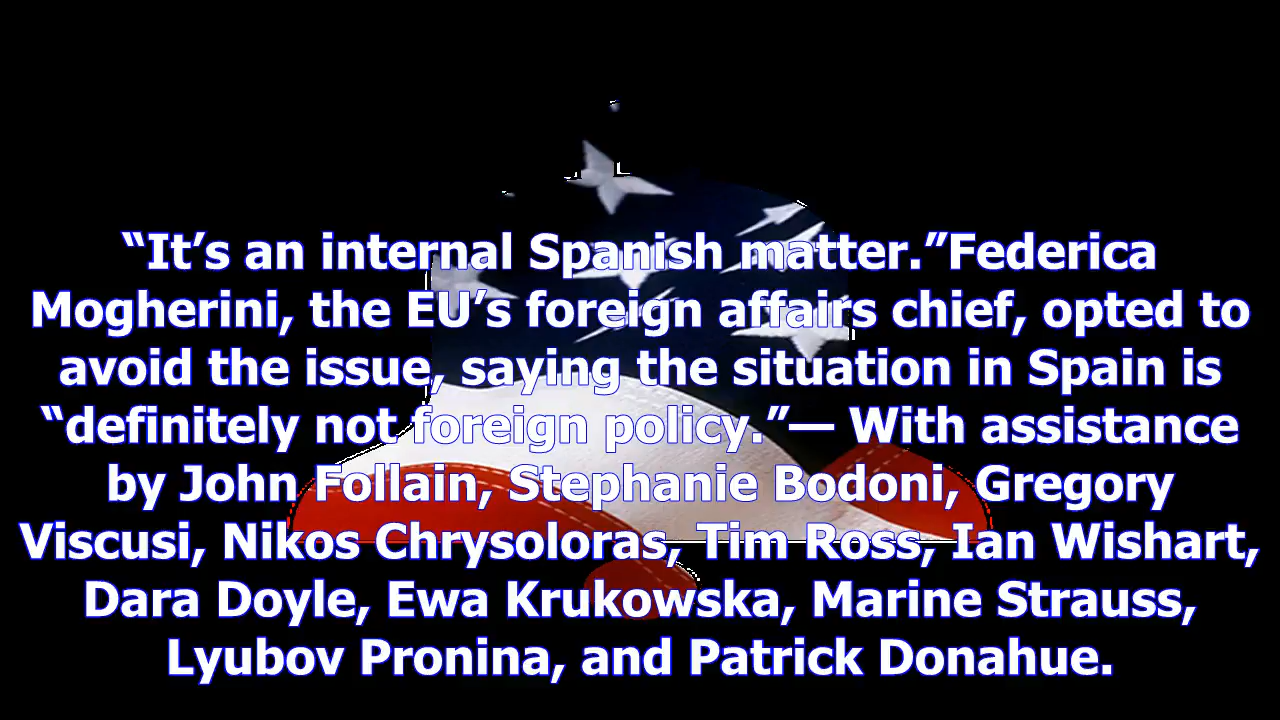 “It’s an internal Spanish matter.”Federica
Mogherini, the EU’s foreign affairs chief, opted to
avoid the issue, saying the situation in Spain is
“definitely not foreign policy.”— With assistance
by John Follain, Stephanie Bodoni, Gregory
Viscusi, Nikos Chrysoloras, Tim Ross, Ian Wishart,
Dara Doyle, Ewa Krukowska, Marine Strauss,
Lyubov Pronina, and Patrick Donahue.